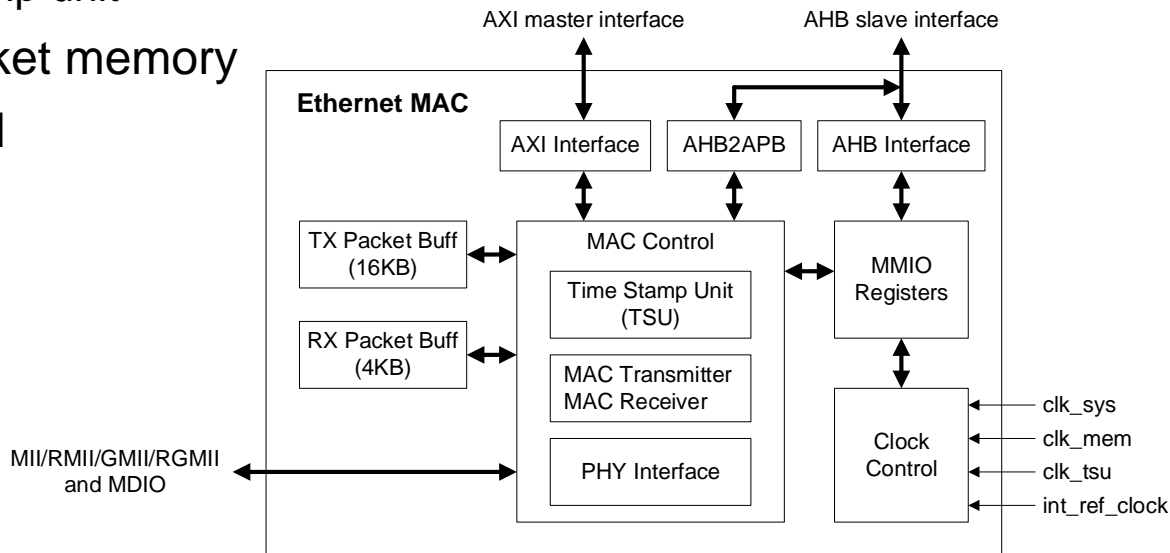 ket memory
AXI master interface
AHB slave interface
Ethernet MAC
AXI Interface
AHB2APB
AHB Interface
TX Packet Buff
(16KB)
MAC Control
MMIO
Registers
Time Stamp Unit
(TSU)
RX Packet Buff
(4KB)
MAC Transmitter
MAC Receiver
MII/RMII/GMII/RGMII
and MDIO
PHY Interface
Clock
Control
clk_sys
clk_mem
clk_tsu
int_ref_clock